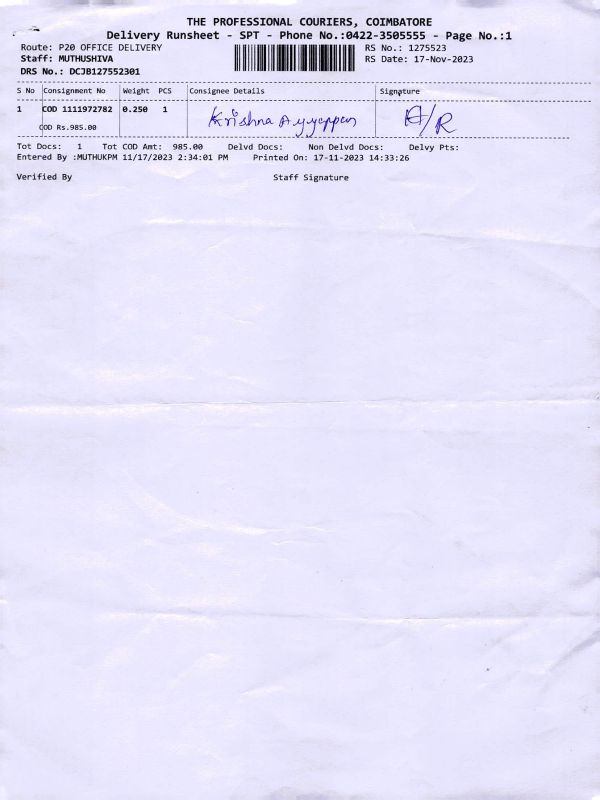 THE PROFESSIONAL COURIERS, COIMBATORE
Delivery Runsheet - SPT - Phone No.:0422-3505555 - Page No.:1
Route: P20 OFFICE DELIVERY RS No.: 1275523
Staff: MUTHUSHIVA RS Date: 17-Nov-2023
DRS No.: DCJB127552301
S No Consignment No Weight PCS Consignee Details Signature
1 COD 1111972782 0.250 1 Krishna Ayyappan
COD Rs.985.00
Tot Docs: 1 Tot COD Amt: 985.00 Delvd Docs: Non Delvd Docs: Delvy Pts:
Entered By :MUTHUKPM 11/17/2023 2:34:01 PM Printed On: 17-11-2023 14:33:26
Verified By Staff Signature